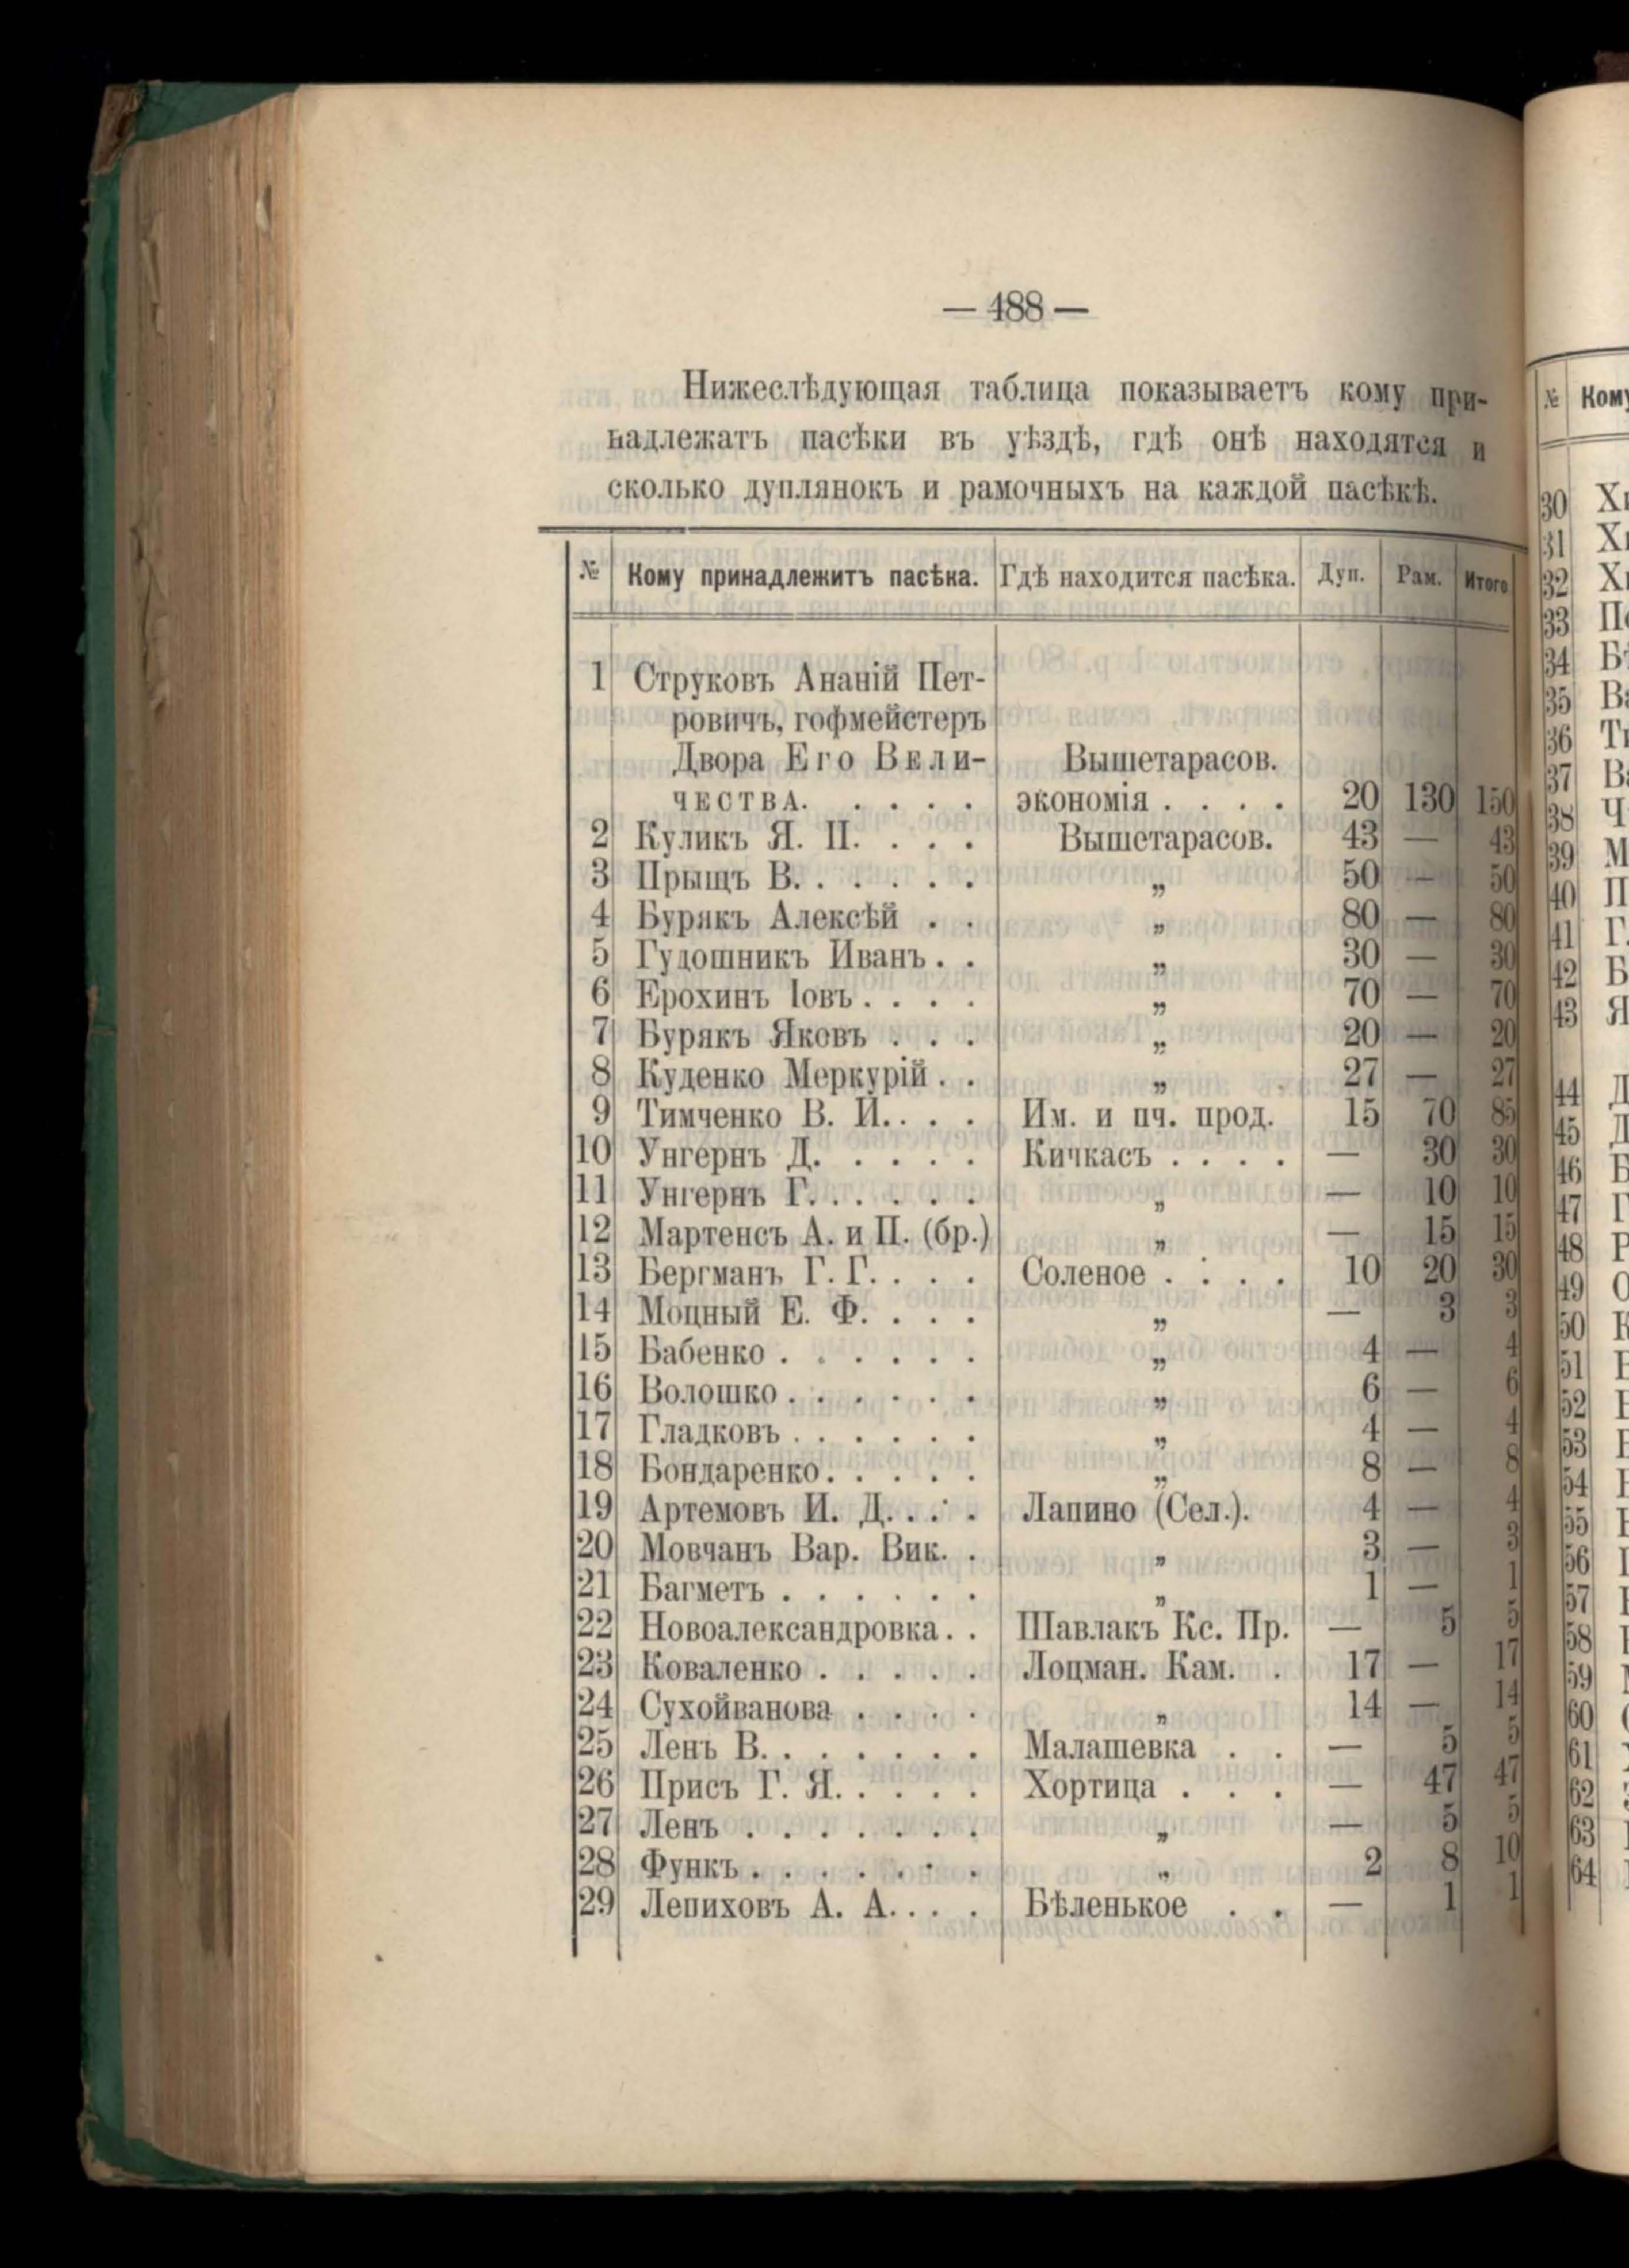 — 488 —
Нижеслѣдующая таблица показываетъ кому при-
надлежатъ пасѣки въ уѣздѣ, гдѣ онѣ находятся и
сколько дуплянокъ и рамочныхъ на каждой пасѣкѣ.
№ Кому принадлежитъ пасѣка. Гдѣ находится пасѣка. Дуп. Рам. Итого
1 Струковъ Ананій Пет-
ровичъ, гофмейстеръ
Двора Его Вели- Вышетарасов.
чества. . . . . экономія . . . . 20 130 150
2 Куликъ Я. П. . . . Вышетарасов. 43 — 43
3 Прыщъ В. . . . . . „ 50 — 50
4 Бурякъ Алексѣй . . „ 80 — 80
5 Гудошникъ Иванъ . . „ 30 — 30
6 Ерохинъ Іовъ . . . . „ 70 — 70
7 Бурякъ Яковъ . . . „ 20 — 20
8 Куденко Меркурій . . „ 27 — 27
9 Тимченко В. И. . . . Им. и пч. прод. 15 70 85
10 Унгернъ Д. . . . . Кичкасъ . . . . — 30 30
11 Унгернъ Г. . . . . . „ — 10 10
12 Мартенсъ А. и П. (бр.) „ — 15 15
13 Бергманъ Г. Г. . . . Соленое . . . . 10 20 30
14 Моцный Е. Ф. . . . „ — 3 3
15 Бабенко . . . . . . „ 4 — 4
16 Волошко . . . . . . „ 6 — 6
17 Гладковъ . . . . . . „ 4 — 4
18 Бондаренко . . . . . „ 8 — 8
19 Артемовъ И. Д. . . . Лапино (Сел.). 4 — 4
20 Мовчанъ Вар. Вик. . „ 3 — 3
21 Багметъ . . . . . . „ 1 — 1
22 Новоалександровка . . Шавлакъ Кс. Пр. — 5 5
23 Коваленко . . . . . Лоцман. Кам. . 17 — 17
24 Сухойванова . . . . „ 14 — 14
25 Ленъ В. . . . . . . Малашевка . . — 5 5
26 Присъ Г. Я. . . . . Хортица . . . — 47 47
27 Ленъ . . . . . . . „ — 5 5
28 Функъ . . . . . . . „ 2 8 10
29 Лепиховъ А. А. . . . Бѣленькое . . — 1 1
№
30
31
32
33
34
35
36
37
38
39
40
41
42
43
44
45
46
47
48
49
50
51
52
53
54
55
56
57
58
59
60
61
62
63
64